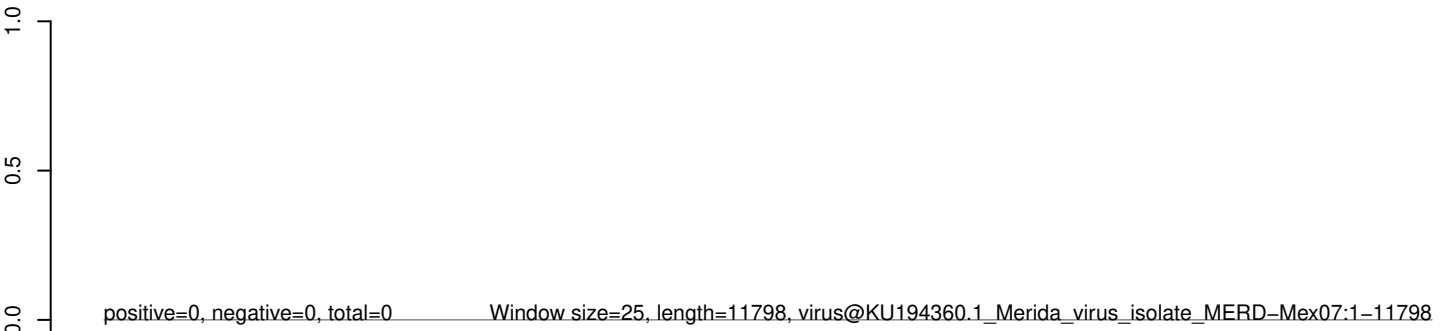 1.0
0.5
0.0
positive=0, negative=0, total=0 Window size=25, length=11798, virus@KU194360.1_Merida_virus_isolate_MERD−Mex07:1−11798